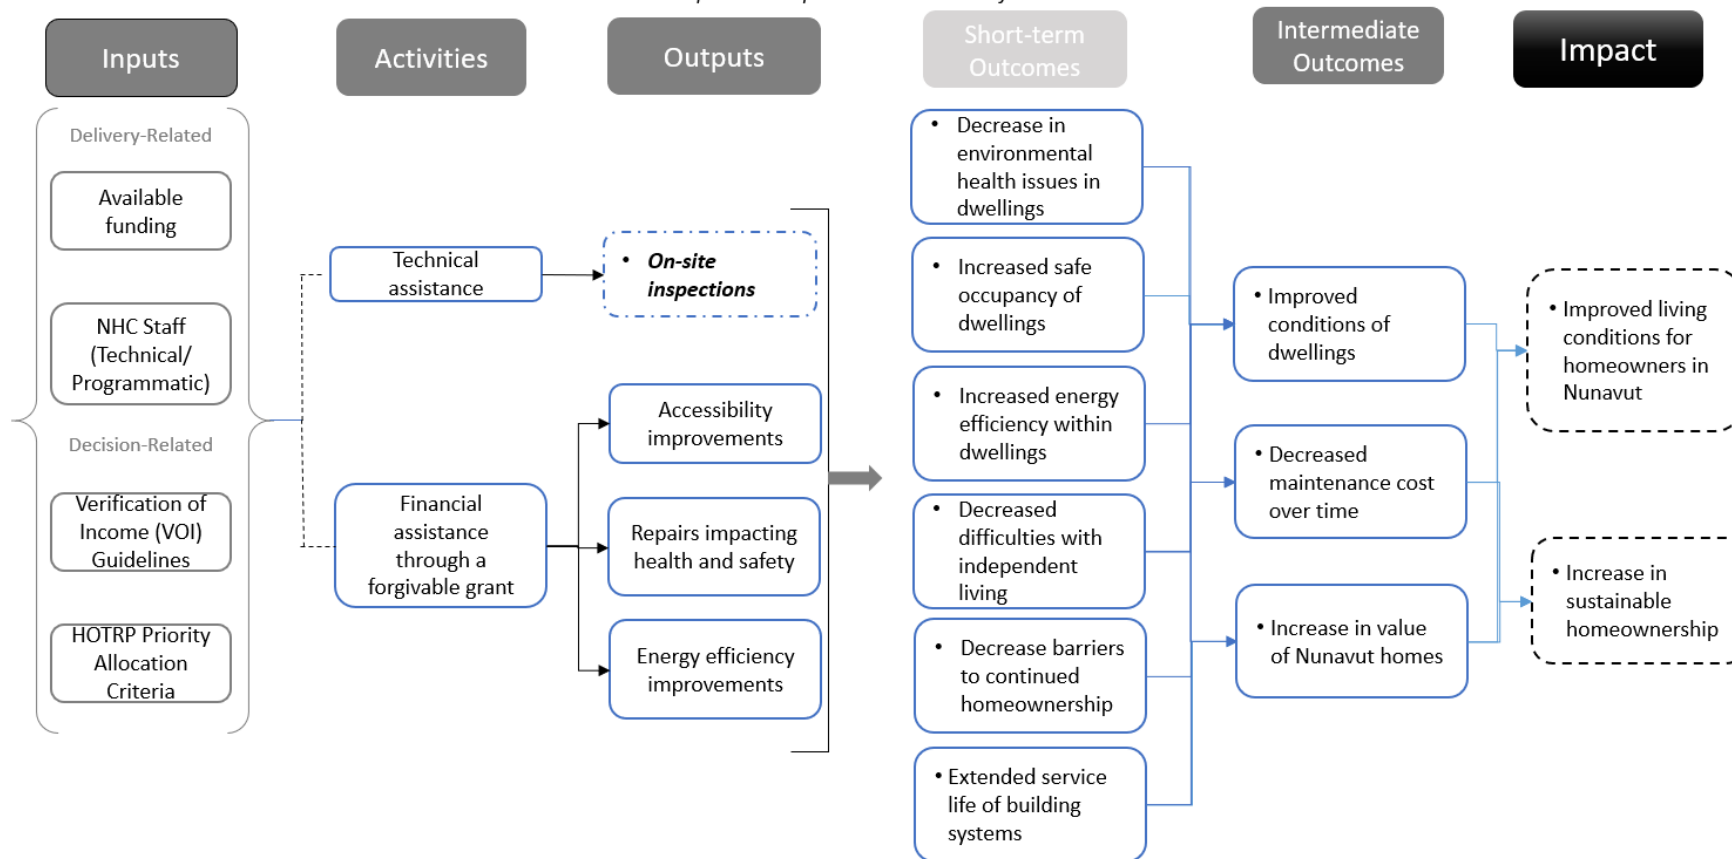 Inputs
Activities
Outputs
Short-term
Outcomes
Intermediate
Outcomes
Impact
Delivery-Related
Available
funding
NHC Staff
(Technical/
Programmatic)
Decision-Related
Verification of
Income (VOI)
Guidelines
HOTRP Priority
Allocation
Criteria
Technical
assistance
Financial
assistance
through a
forgivable grant
• On-site
inspections
Accessibility
improvements
Repairs impacting
health and safety
Energy efficiency
improvements
• Decrease in
environmental
health issues in
dwellings
• Increased safe
occupancy of
dwellings
• Increased energy
efficiency within
dwellings
• Decreased
difficulties with
independent
living
• Decrease barriers
to continued
homeownership
• Extended service
life of building
systems
• Improved
conditions of
dwellings
• Decreased
maintenance cost
over time
• Increase in value
of Nunavut homes
• Improved living
conditions for
homeowners in
Nunavut
• Increase in
sustainable
homeownership